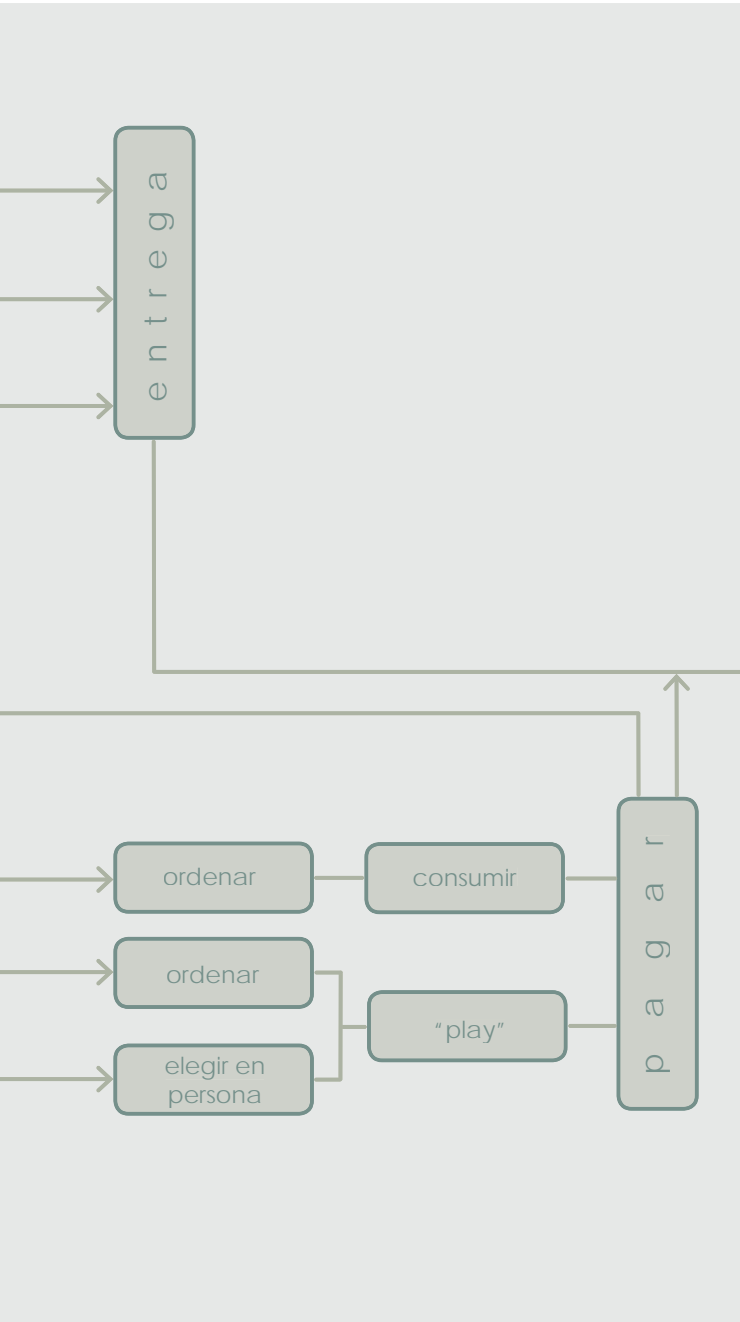 entrega
ordenar
consumir
ordenar
"play"
elegir en
persona
pagar